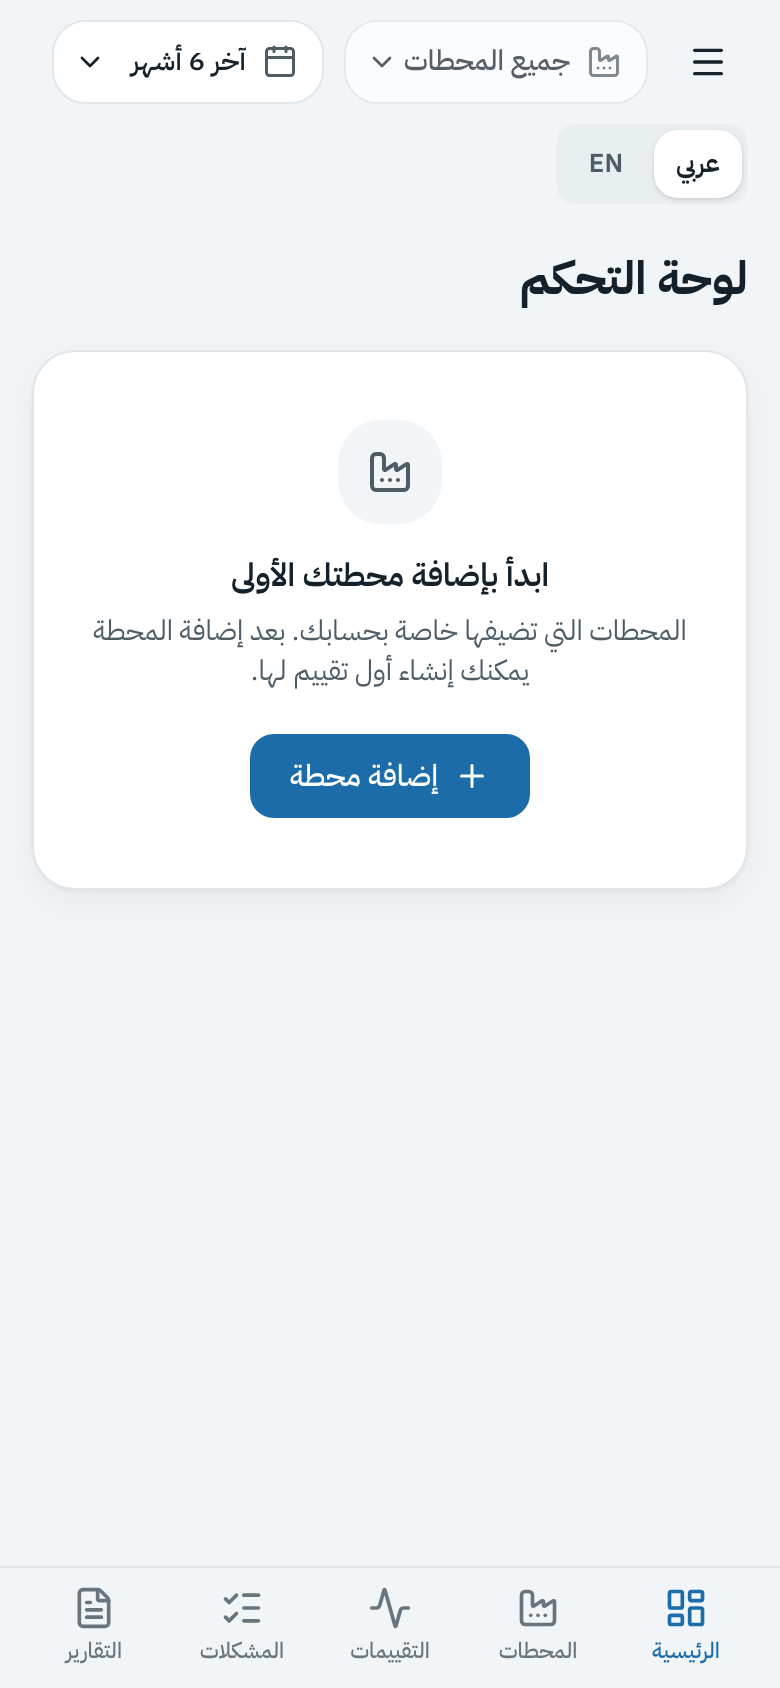 جميع المحطات
آخر 6 أشهر
عربي
EN
لوحة التحكم
ابدأ بإضافة محطتك الأولى
المحطات التي تضيفها خاصة بحسابك. بعد إضافة المحطة
يمكنك إنشاء أول تقييم لها.
إضافة محطة
الرئيسية
المحطات
التقييمات
المشكلات
التقارير